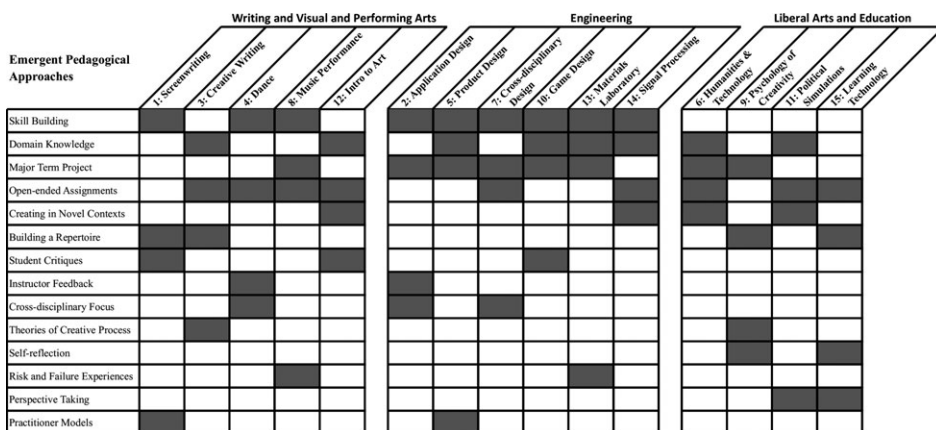 Writing and Visual and Performing Arts
Engineering
Liberal Arts and Education
Emergent Pedagogical
Approaches
1: Screenwriting
3: Creative Writing
4: Dance
8: Music Performance
12: Intro to Art
2: Application Design
5: Product Design
7: Cross-disciplinary
Design
10: Game Design
13: Materials
Laboratory
14: Signal Processing
6: Humanities &
Technology
9: Psychology of
Creativity
11: Political
Simulations
15: Learning
Technology
Skill Building
Domain Knowledge
Major Term Project
Open-ended Assignments
Creating in Novel Contexts
Building a Repertoire
Student Critiques
Instructor Feedback
Cross-disciplinary Focus
Theories of Creative Process
Self-reflection
Risk and Failure Experiences
Perspective Taking
Practitioner Models